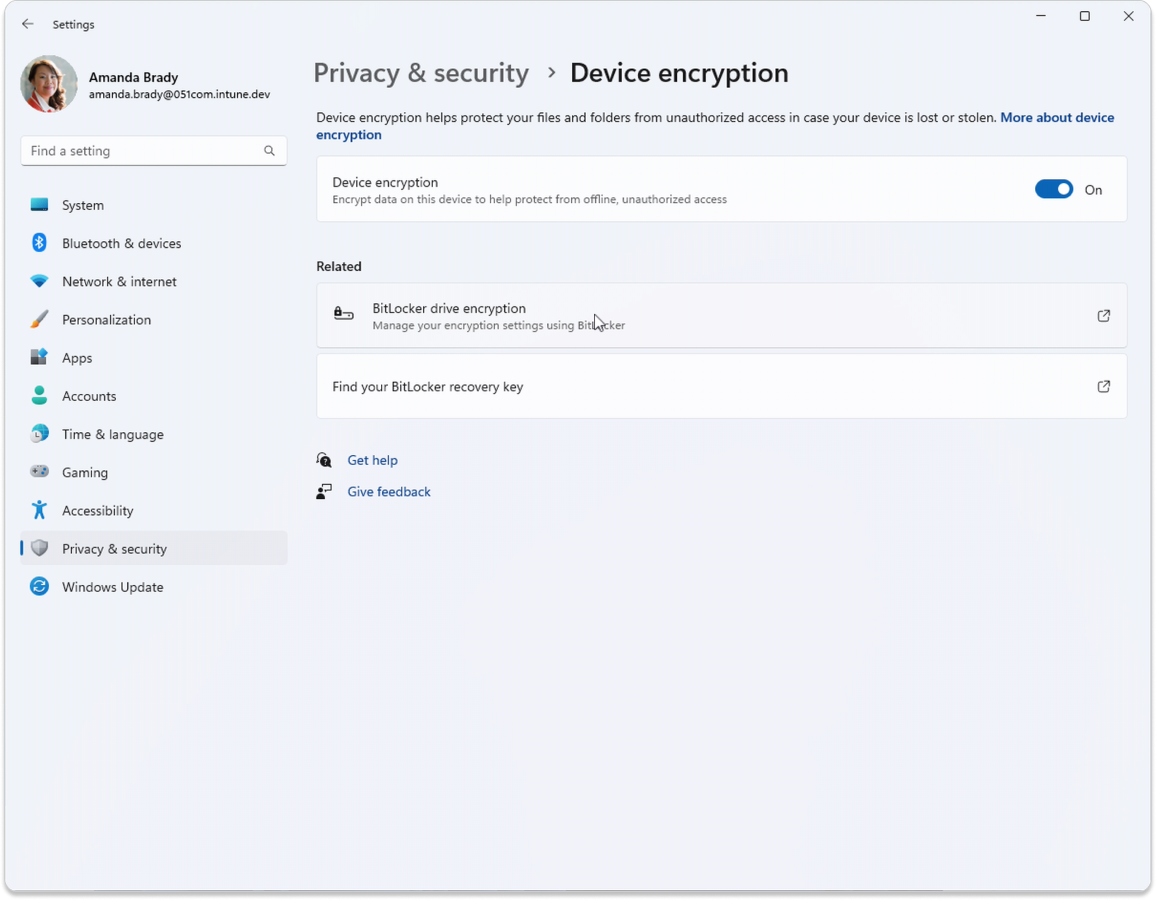 Settings
Amanda Brady
amanda.brady@051com.intune.dev
Find a setting
System
Bluetooth & devices
Network & internet
Personalization
Apps
Accounts
Time & language
Gaming
Accessibility
Privacy & security
Windows Update
Privacy & security > Device encryption
Device encryption helps protect your files and folders from unauthorized access in case your device is lost or stolen. More about device
encryption
Device encryption
Encrypt data on this device to help protect from offline, unauthorized access
On
Related
BitLocker drive encryption
Manage your encryption settings using BitLocker
Find your BitLocker recovery key
Get help
Give feedback